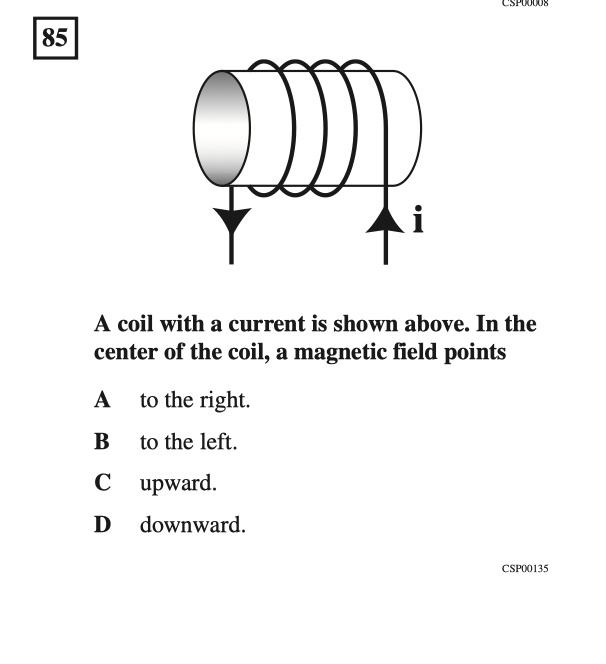 CSP00008
85
i
A coil with a current is shown above. In the
center of the coil, a magnetic field points
A to the right.
B to the left.
C upward.
D downward.
CSP00135